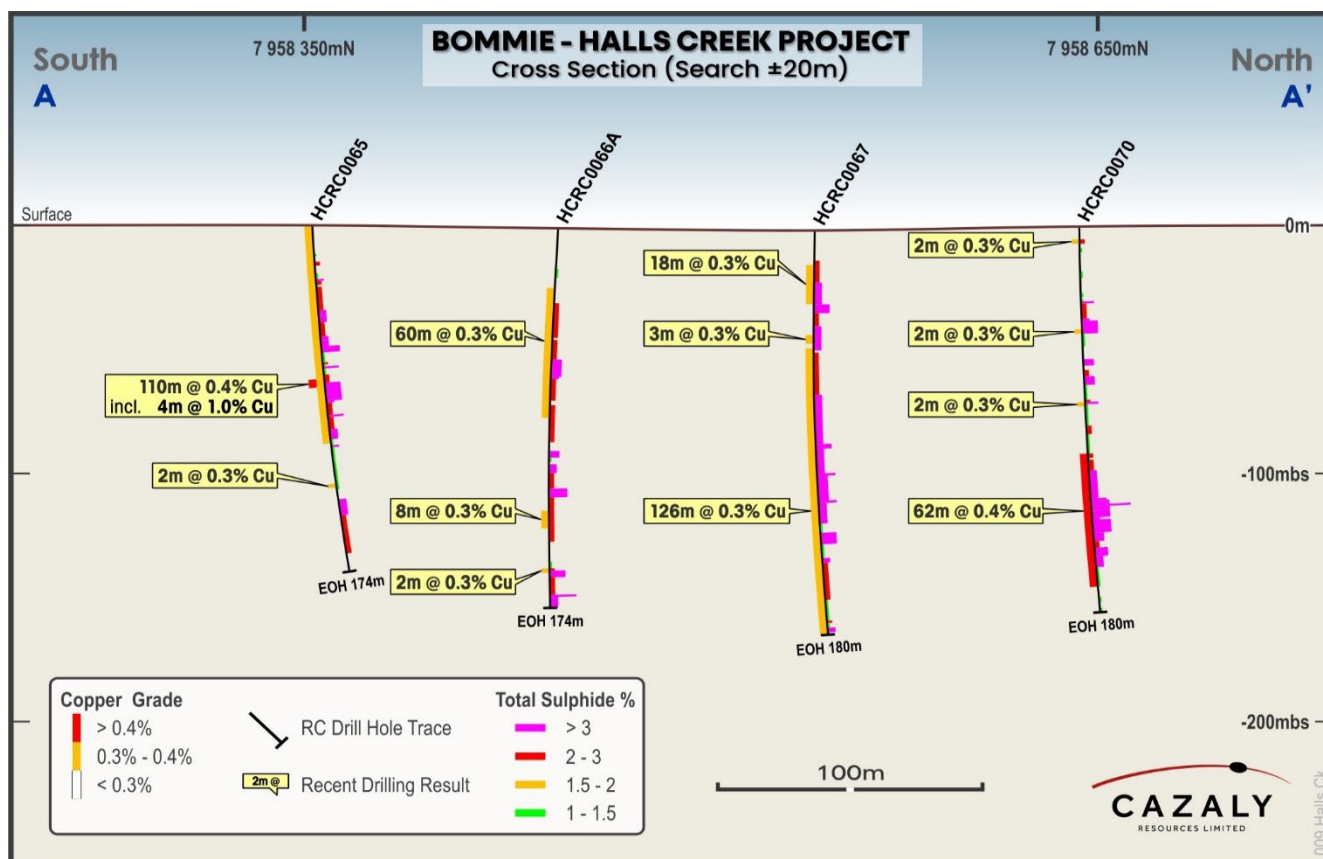 BOMMIE - HALLS CREEK PROJECT
Cross Section (Search ±20m)
7 958 350mN
7 958 650mN
South
A
North
A'
HCRC0065
HCRC0066A
HCRC0067
HCRC0070
Surface
0m
110m @ 0.4% Cu
incl. 4m @ 1.0% Cu
2m @ 0.3% Cu
EOH 174m
60m @ 0.3% Cu
8m @ 0.3% Cu
2m @ 0.3% Cu
EOH 174m
18m @ 0.3% Cu
3m @ 0.3% Cu
126m @ 0.3% Cu
EOH 180m
2m @ 0.3% Cu
2m @ 0.3% Cu
2m @ 0.3% Cu
62m @ 0.4% Cu
EOH 180m
-100mbs
-200mbs
Copper Grade
> 0.4%
0.3% - 0.4%
< 0.3%
RC Drill Hole Trace
2m @
Recent Drilling Result
Total Sulphide %
> 3
2 - 3
1.5 - 2
1 - 1.5
100m
CAZALY
RESOURCES LIMITED
009 Halls Ck